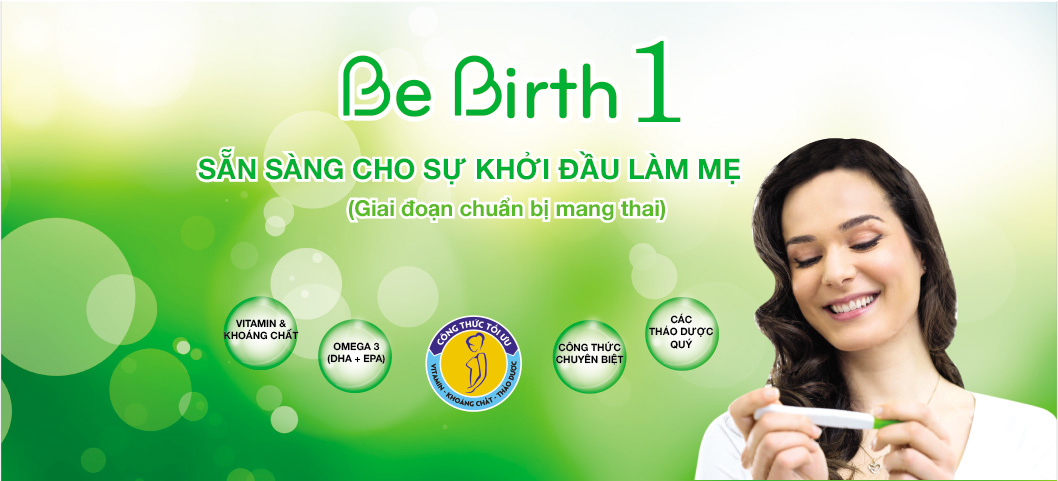 Be Birth 1
SẴN SÀNG CHO SỰ KHỞI ĐẦU LÀM MẸ
(Giai đoạn chuẩn bị mang thai)
VITAMIN &
KHOÁNG CHẤT
OMEGA 3
(DHA + EPA)
CÔNG THỨC TỐI ƯU
VITAMIN - KHOÁNG CHẤT - THẢO DƯỢC
CÔNG THỨC
CHUYÊN BIỆT
CÁC
THẢO DƯỢC
QUÝ